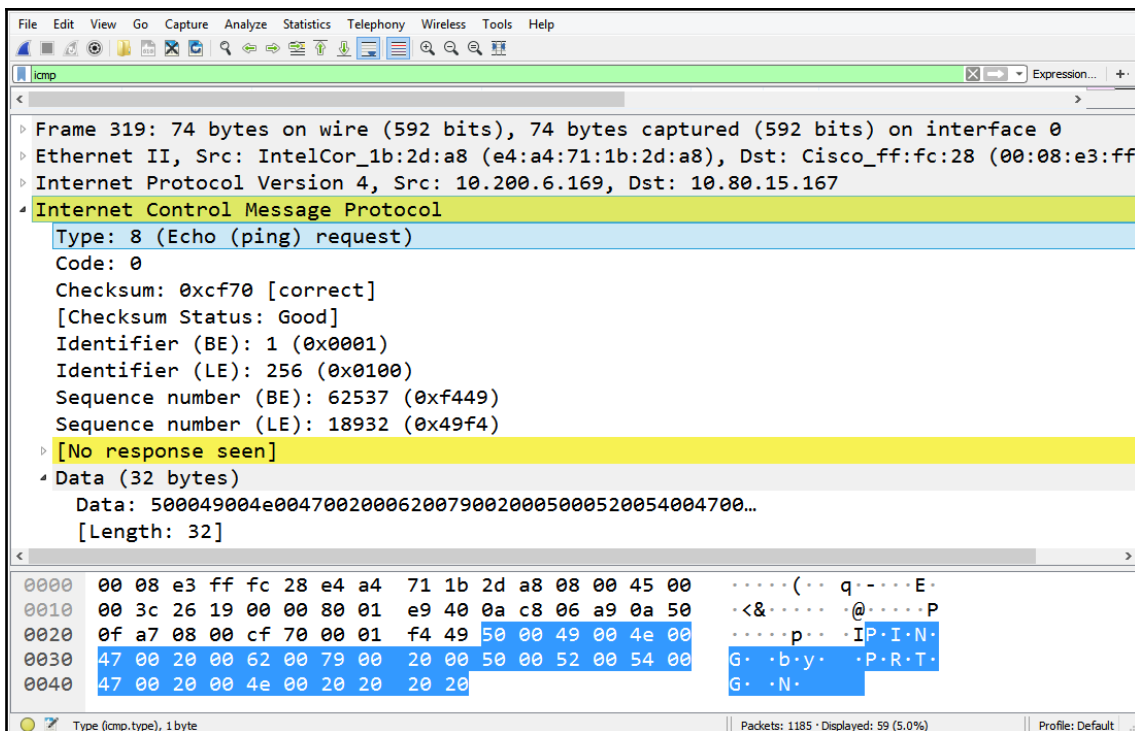 File Edit View Go Capture Analyze Statistics Telephony Wireless Tools Help
icmp Expression... +
Frame 319: 74 bytes on wire (592 bits), 74 bytes captured (592 bits) on interface 0
Ethernet II, Src: IntelCor_1b:2d:a8 (e4:a4:71:1b:2d:a8), Dst: Cisco_ff:fc:28 (00:08:e3:ff
Internet Protocol Version 4, Src: 10.200.6.169, Dst: 10.80.15.167
Internet Control Message Protocol
Type: 8 (Echo (ping) request)
Code: 0
Checksum: 0xcf70 [correct]
[Checksum Status: Good]
Identifier (BE): 1 (0x0001)
Identifier (LE): 256 (0x0100)
Sequence number (BE): 62537 (0xf449)
Sequence number (LE): 18932 (0x49f4)
[No response seen]
Data (32 bytes)
Data: 500049004e00470020006200790020005000520054004700…
[Length: 32]
0000 00 08 e3 ff fc 28 e4 a4 71 1b 2d a8 08 00 45 00 ·····(·· q·-···E·
0010 00 3c 26 19 00 00 80 01 e9 40 0a c8 06 a9 0a 50 ·<&····· ·@·····P
0020 0f a7 08 00 cf 70 00 01 f4 49 50 00 49 00 4e 00 ·····p·· ·IP·I·N·
0030 47 00 20 00 62 00 79 00 20 00 50 00 52 00 54 00 G· ·b·y· ·P·R·T·
0040 47 00 20 00 4e 00 20 20 20 20 G· ·N·
Type (icmp.type), 1 byte Packets: 1185 · Displayed: 59 (5.0%) Profile: Default